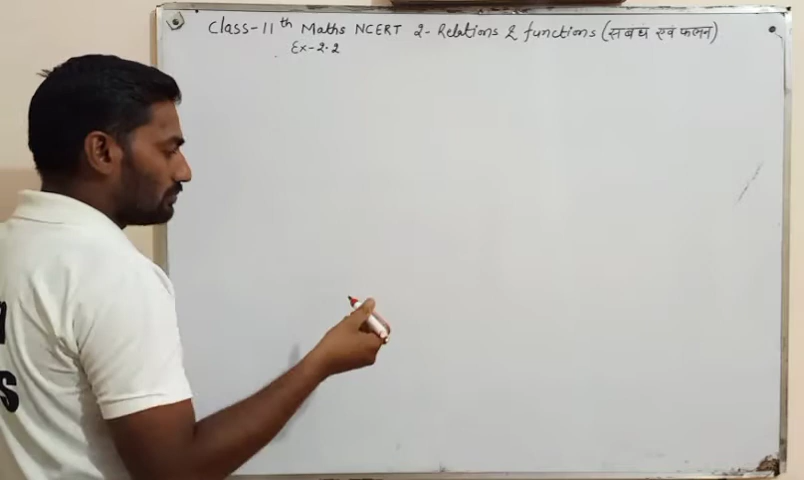 Class-11th Maths NCERT 2- Relations & functions (संबंध एवं फलन)
Ex-2.2